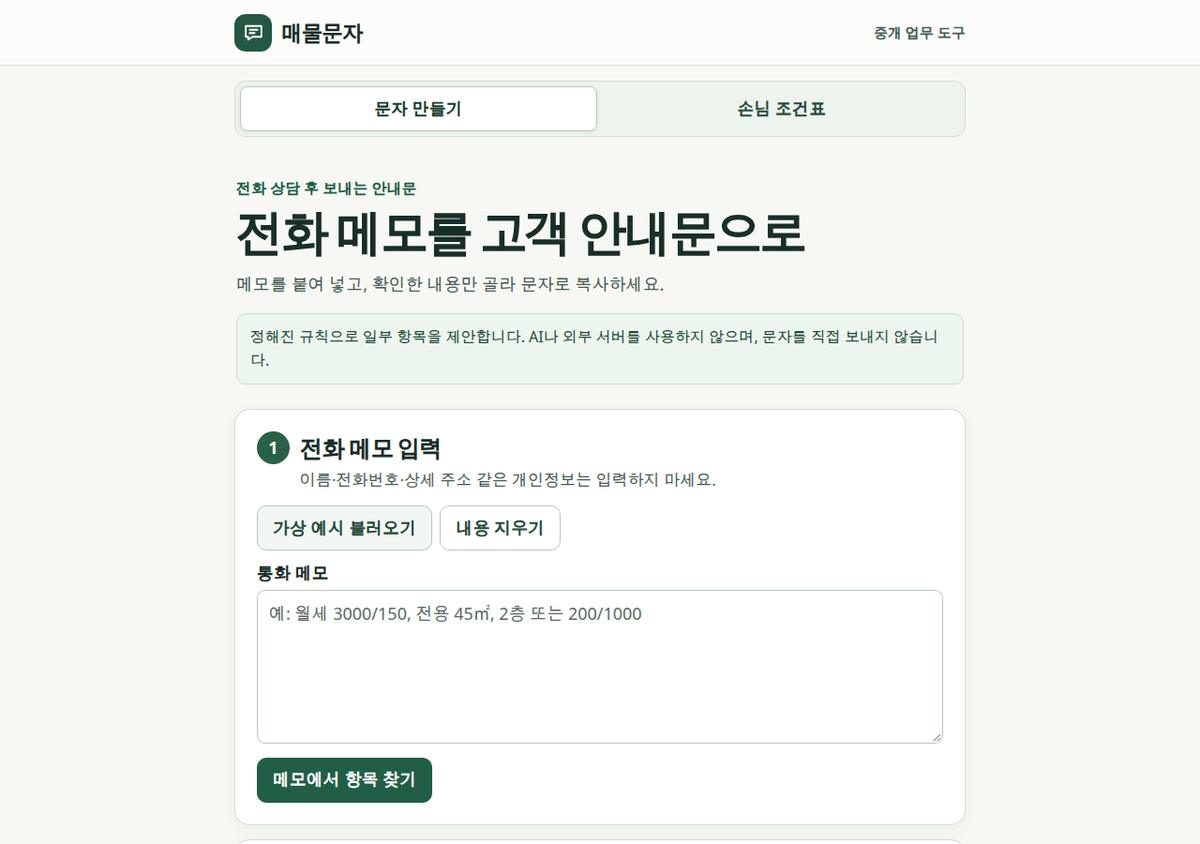 매물문자
중개 업무 도구
문자 만들기
손님 조건표
전화 상담 후 보내는 안내문
전화 메모를 고객 안내문으로
메모를 붙여 넣고, 확인한 내용만 골라 문자로 복사하세요.
정해진 규칙으로 일부 항목을 제안합니다. AI나 외부 서버를 사용하지 않으며, 문자를 직접 보내지 않습니
다.
1 전화 메모 입력
이름·전화번호·상세 주소 같은 개인정보는 입력하지 마세요.
가상 예시 불러오기
내용 지우기
통화 메모
예: 월세 3000/150, 전용 45㎡, 2층 또는 200/1000
메모에서 항목 찾기